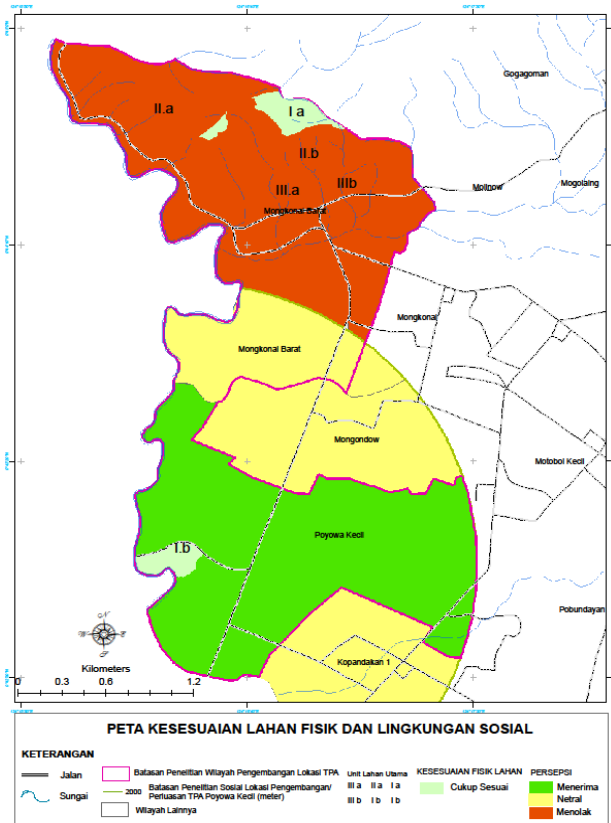 Gogagoman
I a
II.a
II.b
IIIb
III.a
Molinow
Mogolaing
Mongkonai Barat
Mongkonai
Mongkonai Barat
Mongondow
Motoboi Kecil
Poyowa Kecil
I.b
Pobundayan
Kopandakan 1
Kilometers
0 0.3 0.6 1.2
PETA KESESUAIAN LAHAN FISIK DAN LINGKUNGAN SOSIAL
KETERANGAN
Jalan
Sungai
Batasan Penelitian Wilayah Pengembangan Lokasi TPA
2000 Batasan Penelitian Sosial Lokasi Pengembangan/
Perluasan TPA Poyowa Kecil (meter)
Wilayah Lainnya
Unit Lahan Utama
III a II a I a
III b I b I b
KESESUAIAN FISIK LAHAN
Cukup Sesuai
PERSEPSI
Menerima
Netral
Menolak